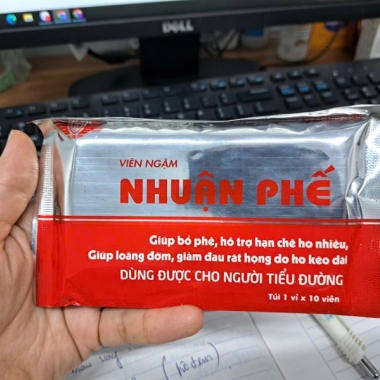 DELL
VIÊN NGẬM
NHUẬN PHẾ
Giúp bổ phế, hỗ trợ hạn chế ho nhiều,
Giúp loãng đờm, giảm đau rát họng do ho kéo dài
DÙNG ĐƯỢC CHO NGƯỜI TIỂU ĐƯỜNG
Túi 1 vỉ x 10 viên